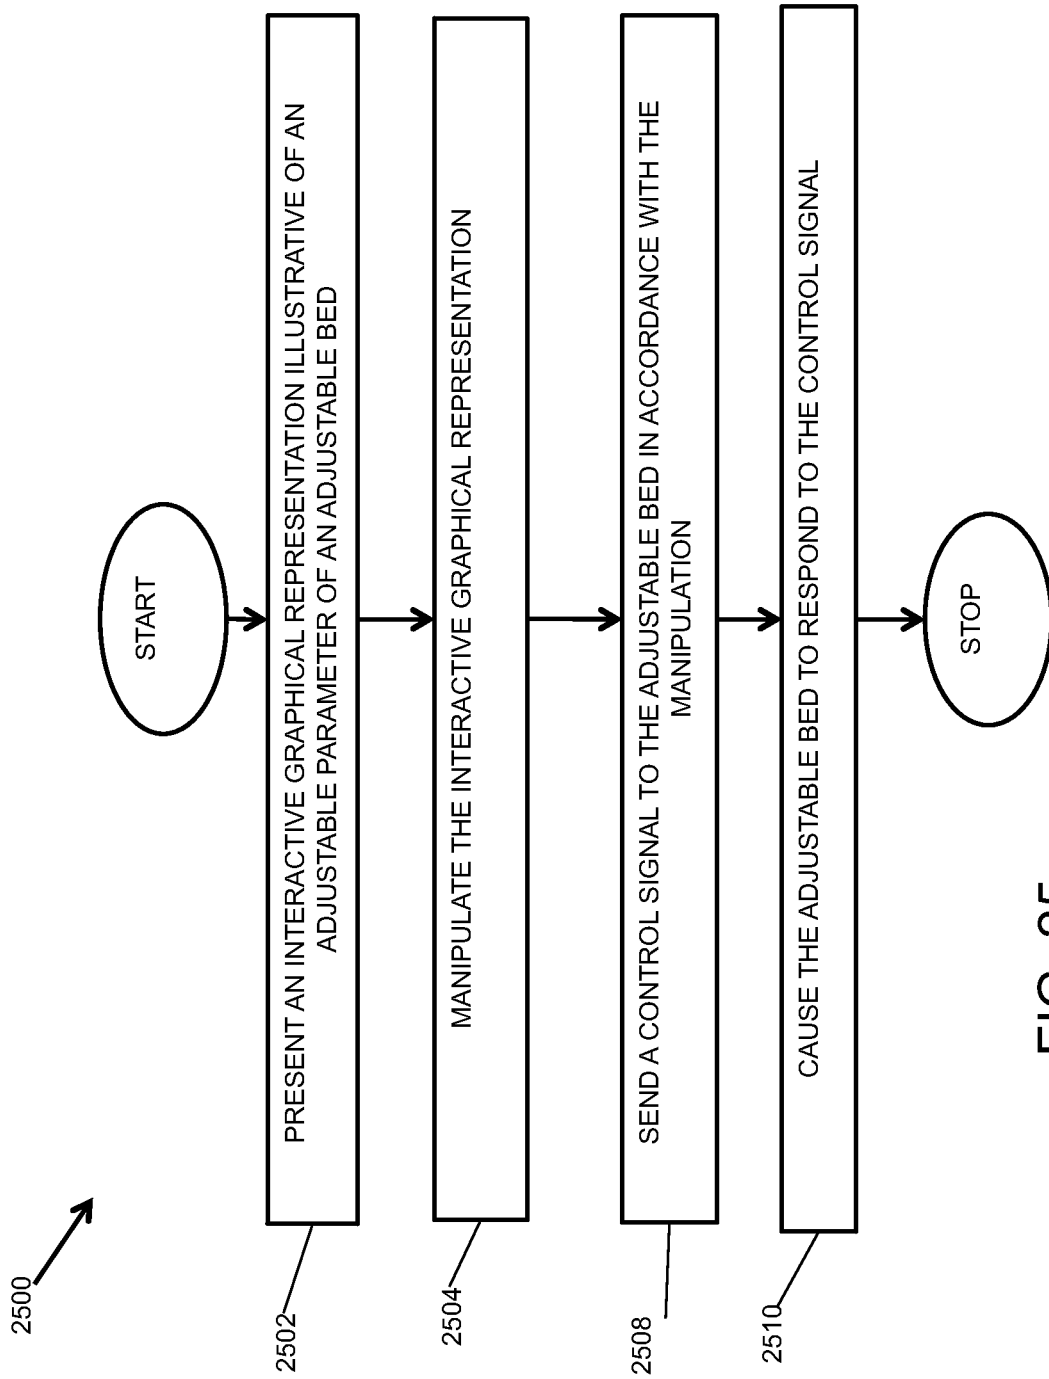 2500
START
2502
PRESENT AN INTERACTIVE GRAPHICAL REPRESENTATION ILLUSTRATIVE OF AN
ADJUSTABLE PARAMETER OF AN ADJUSTABLE BED
2504
MANIPULATE THE INTERACTIVE GRAPHICAL REPRESENTATION
2508
SEND A CONTROL SIGNAL TO THE ADJUSTABLE BED IN ACCORDANCE WITH THE
MANIPULATION
2510
CAUSE THE ADJUSTABLE BED TO RESPOND TO THE CONTROL SIGNAL
STOP